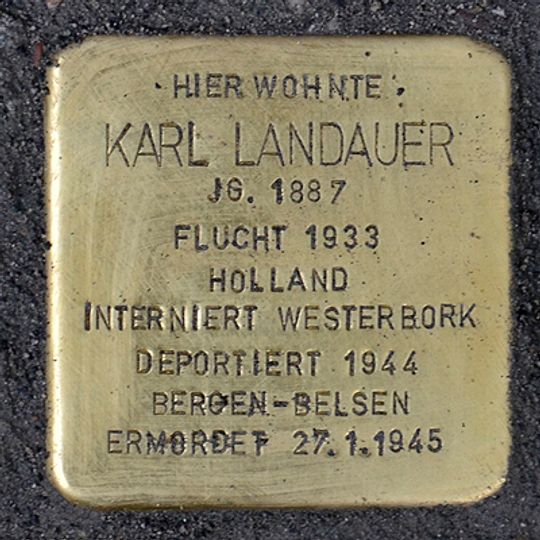 HIER WOHNTE
KARL LANDAUER
JG. 1887
FLUCHT 1933
HOLLAND
INTERNIERT WESTERBORK
DEPORTIERT 1944
BERGEN-BELSEN
ERMORDET 27.1.1945